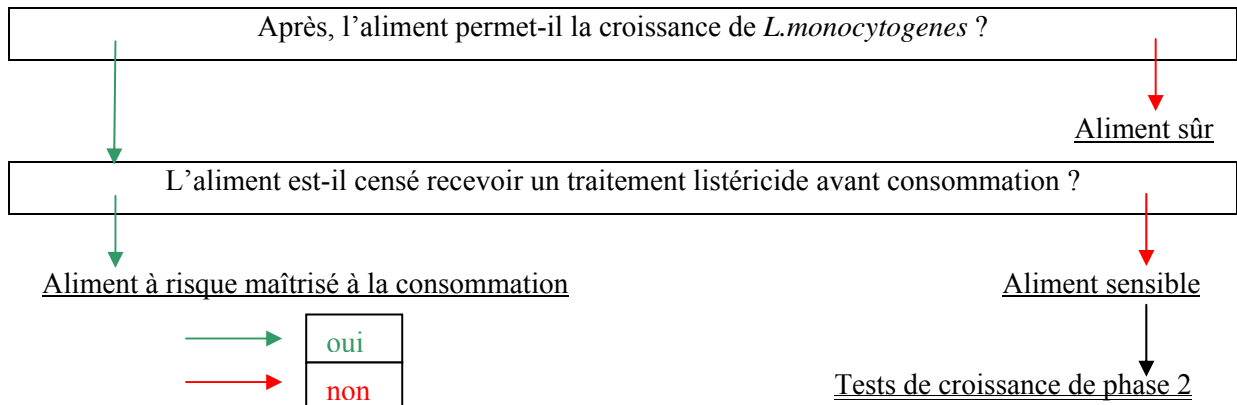 Après, l’aliment permet-il la croissance de L.monocytogenes ?
Aliment sûr
L’aliment est-il censé recevoir un traitement listéricide avant consommation ?
Aliment à risque maîtrisé à la consommation
Aliment sensible
oui
non
Tests de croissance de phase 2